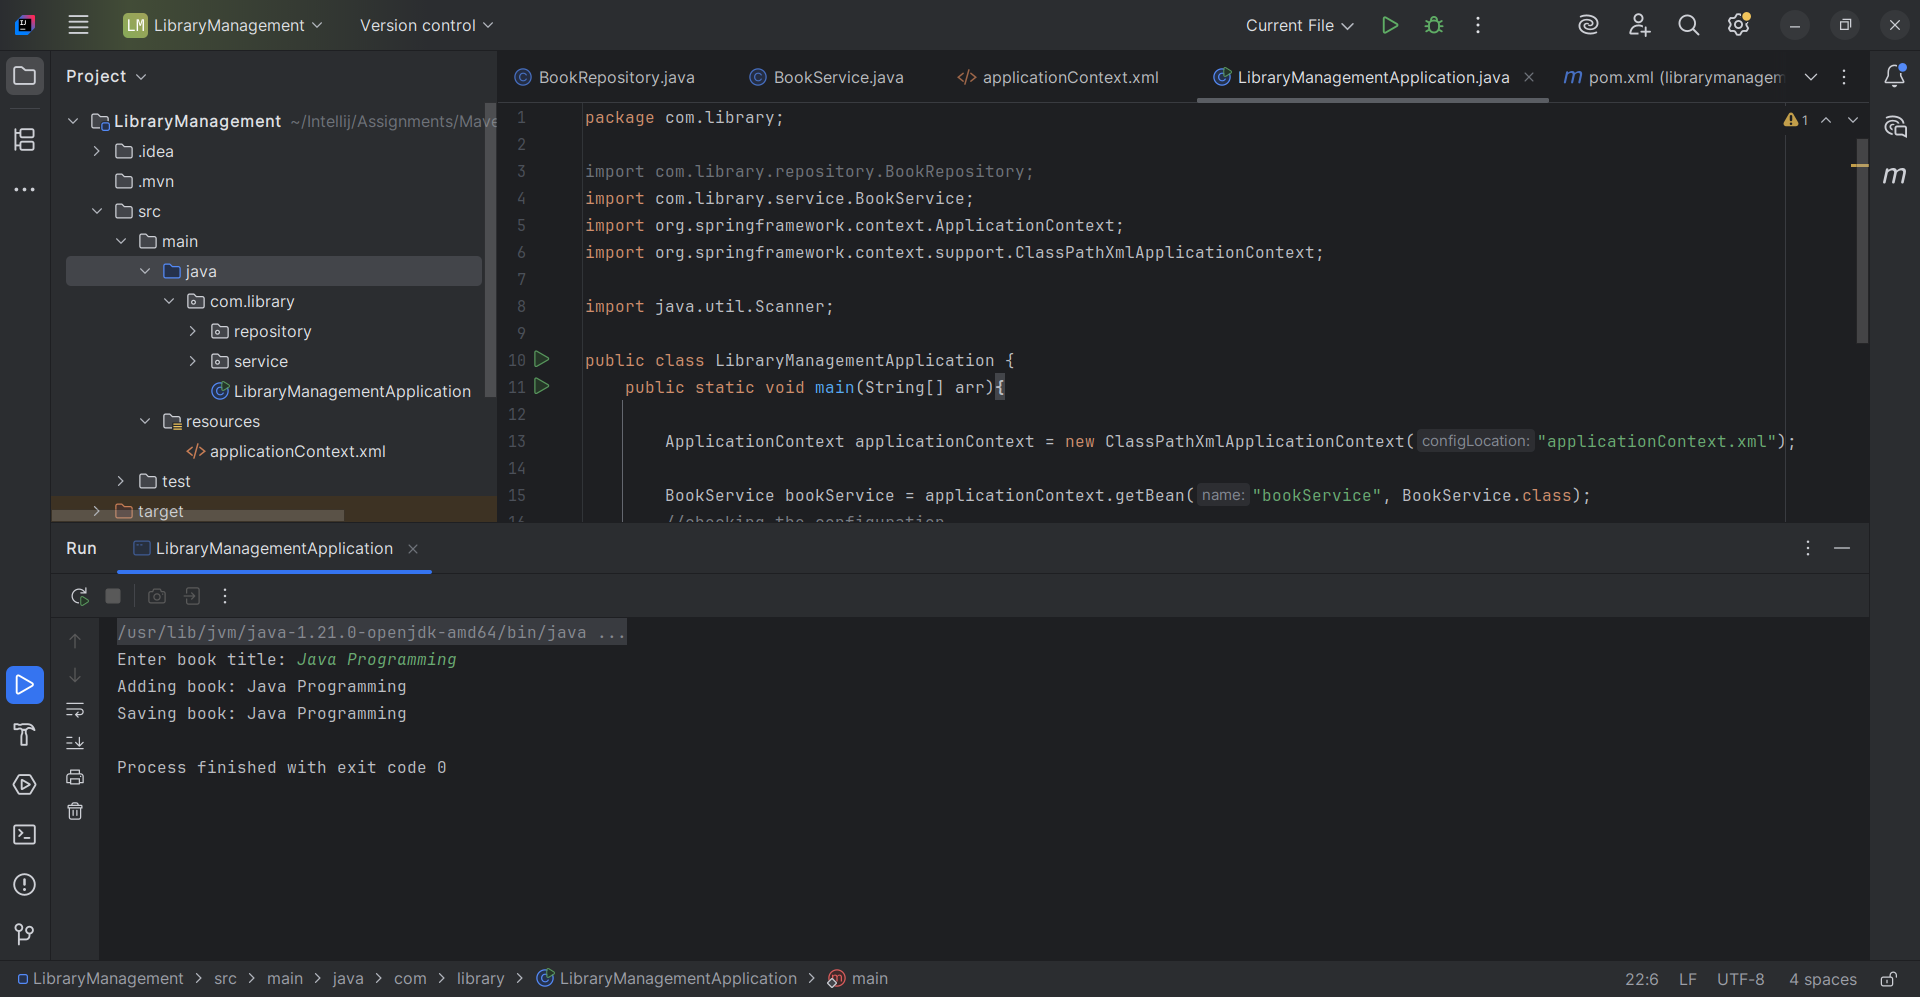 LM LibraryManagement Version control Current File
Project
LibraryManagement ~/Intellij/Assignments/Mave
.idea
.mvn
src
main
java
com.library
repository
service
LibraryManagementApplication
resources
applicationContext.xml
test
target
BookRepository.java BookService.java applicationContext.xml LibraryManagementApplication.java pom.xml (librarymanagem
1 package com.library;
2
3 import com.library.repository.BookRepository;
4 import com.library.service.BookService;
5 import org.springframework.context.ApplicationContext;
6 import org.springframework.context.support.ClassPathXmlApplicationContext;
7
8 import java.util.Scanner;
9
10 public class LibraryManagementApplication {
11 public static void main(String[] arr){
12
13 ApplicationContext applicationContext = new ClassPathXmlApplicationContext( configLocation: "applicationContext.xml");
14
15 BookService bookService = applicationContext.getBean( name: "bookService", BookService.class);
16 //checking the configuration
1
m
Run LibraryManagementApplication
/usr/lib/jvm/java-1.21.0-openjdk-amd64/bin/java ...
Enter book title: Java Programming
Adding book: Java Programming
Saving book: Java Programming
Process finished with exit code 0
LibraryManagement > src > main > java > com > library > LibraryManagementApplication > main 22:6 LF UTF-8 4 spaces